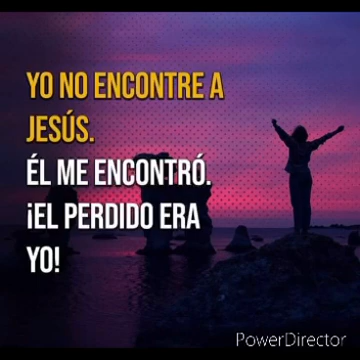 YO NO ENCONTRE A
JESÚS.
ÉL ME ENCONTRÓ.
¡EL PERDIDO ERA
YO!
PowerDirector